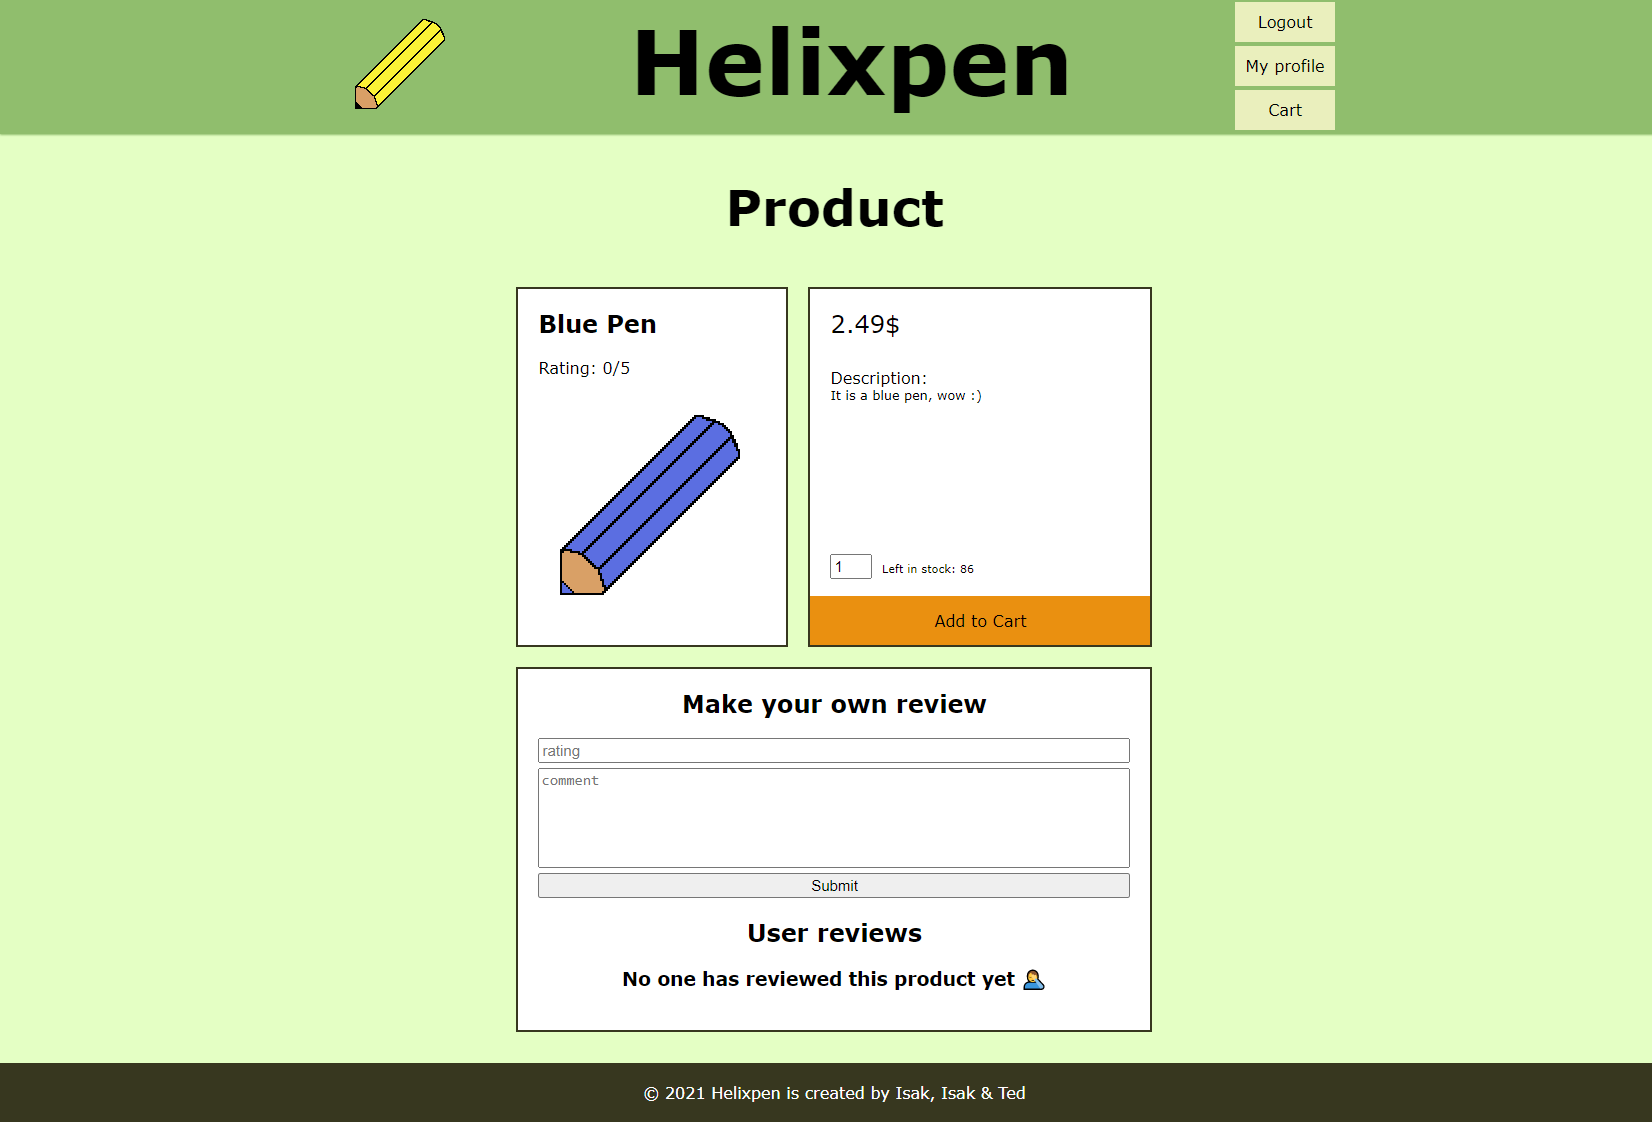 Helixpen
Logout
My profile
Cart
Product
Blue Pen
Rating: 0/5
2.49$
Description:
It is a blue pen, wow :)
1
Left in stock: 86
Add to Cart
Make your own review
rating
comment
Submit
User reviews
No one has reviewed this product yet 🤦
© 2021 Helixpen is created by Isak, Isak & Ted